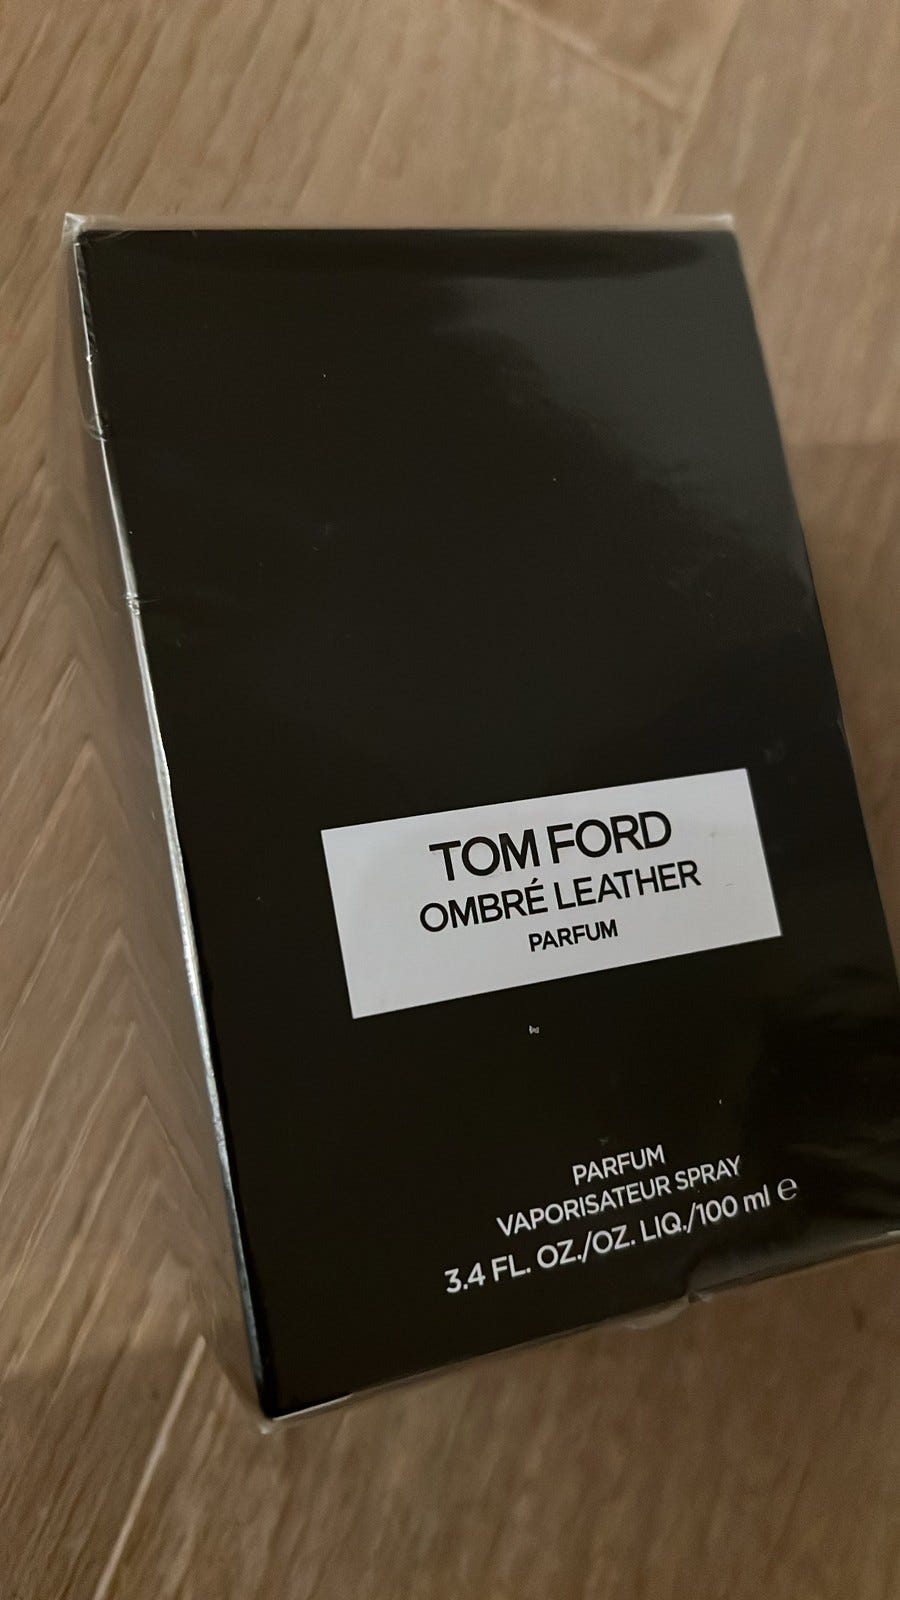 TOM FORD
OMBRÉ LEATHER
PARFUM
PARFUM
VAPORISATEUR SPRAY
3.4 FL. OZ./OZ. LIQ./100 ml ℮